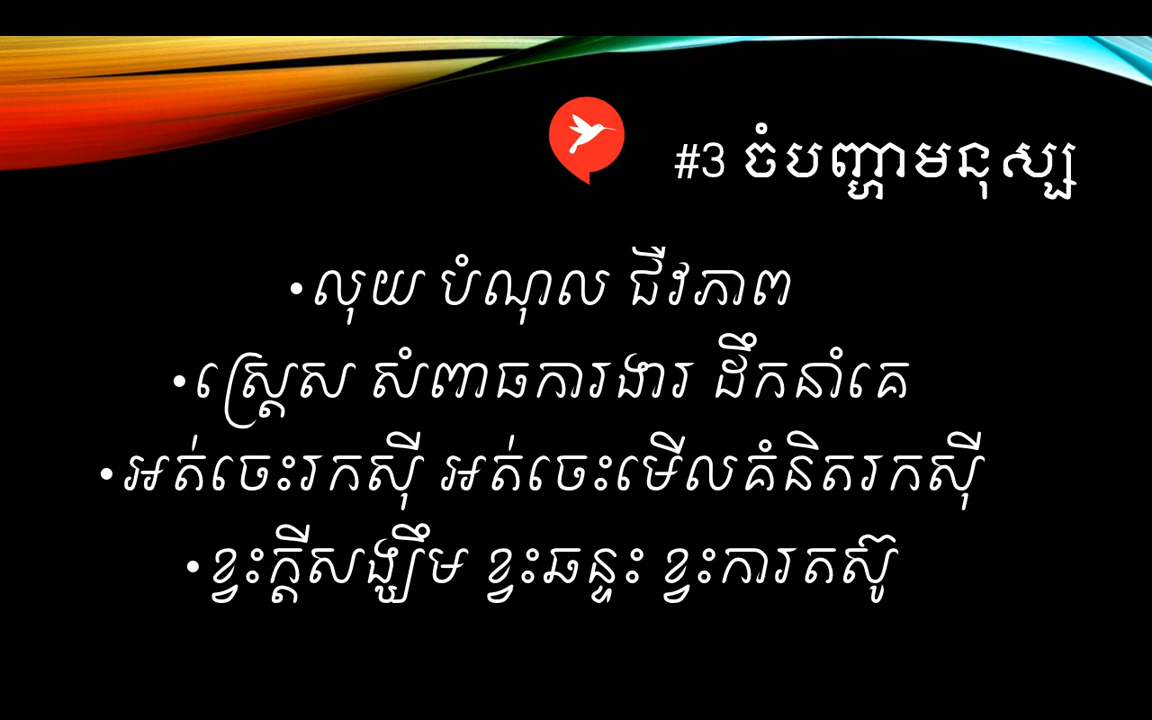 #3 ចំបញ្ហាមនុស្ស
•លុយ បំណុល ជីវភាព
•ស្ត្រេស សំពាធការងារ ដឹកនាំគេ
•អត់ចេះរកស៊ី អត់ចេះមើលគំនិតរកស៊ី
•ខ្វះក្តីសង្ឃឹម ខ្វះឆន្ទះ ខ្វះការតស៊ូ